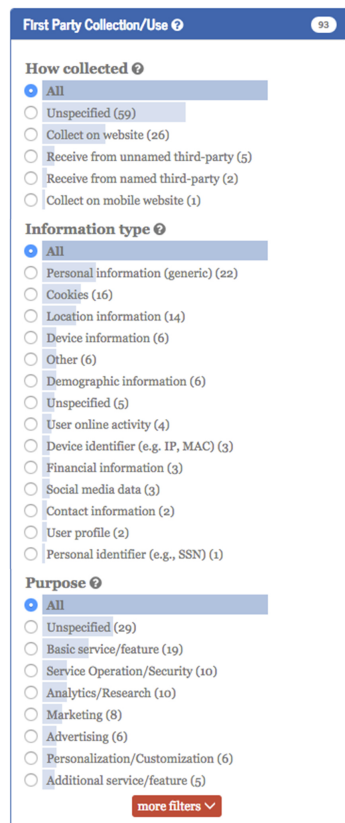 First Party Collection/Use ? 93
How collected ?
All
Unspecified (59)
Collect on website (26)
Receive from unnamed third-party (5)
Receive from named third-party (2)
Collect on mobile website (1)
Information type ?
All
Personal information (generic) (22)
Cookies (16)
Location information (14)
Device information (6)
Other (6)
Demographic information (6)
Unspecified (5)
User online activity (4)
Device identifier (e.g. IP, MAC) (3)
Financial information (3)
Social media data (3)
Contact information (2)
User profile (2)
Personal identifier (e.g., SSN) (1)
Purpose ?
All
Unspecified (29)
Basic service/feature (19)
Service Operation/Security (10)
Analytics/Research (10)
Marketing (8)
Advertising (6)
Personalization/Customization (6)
Additional service/feature (5)
more filters